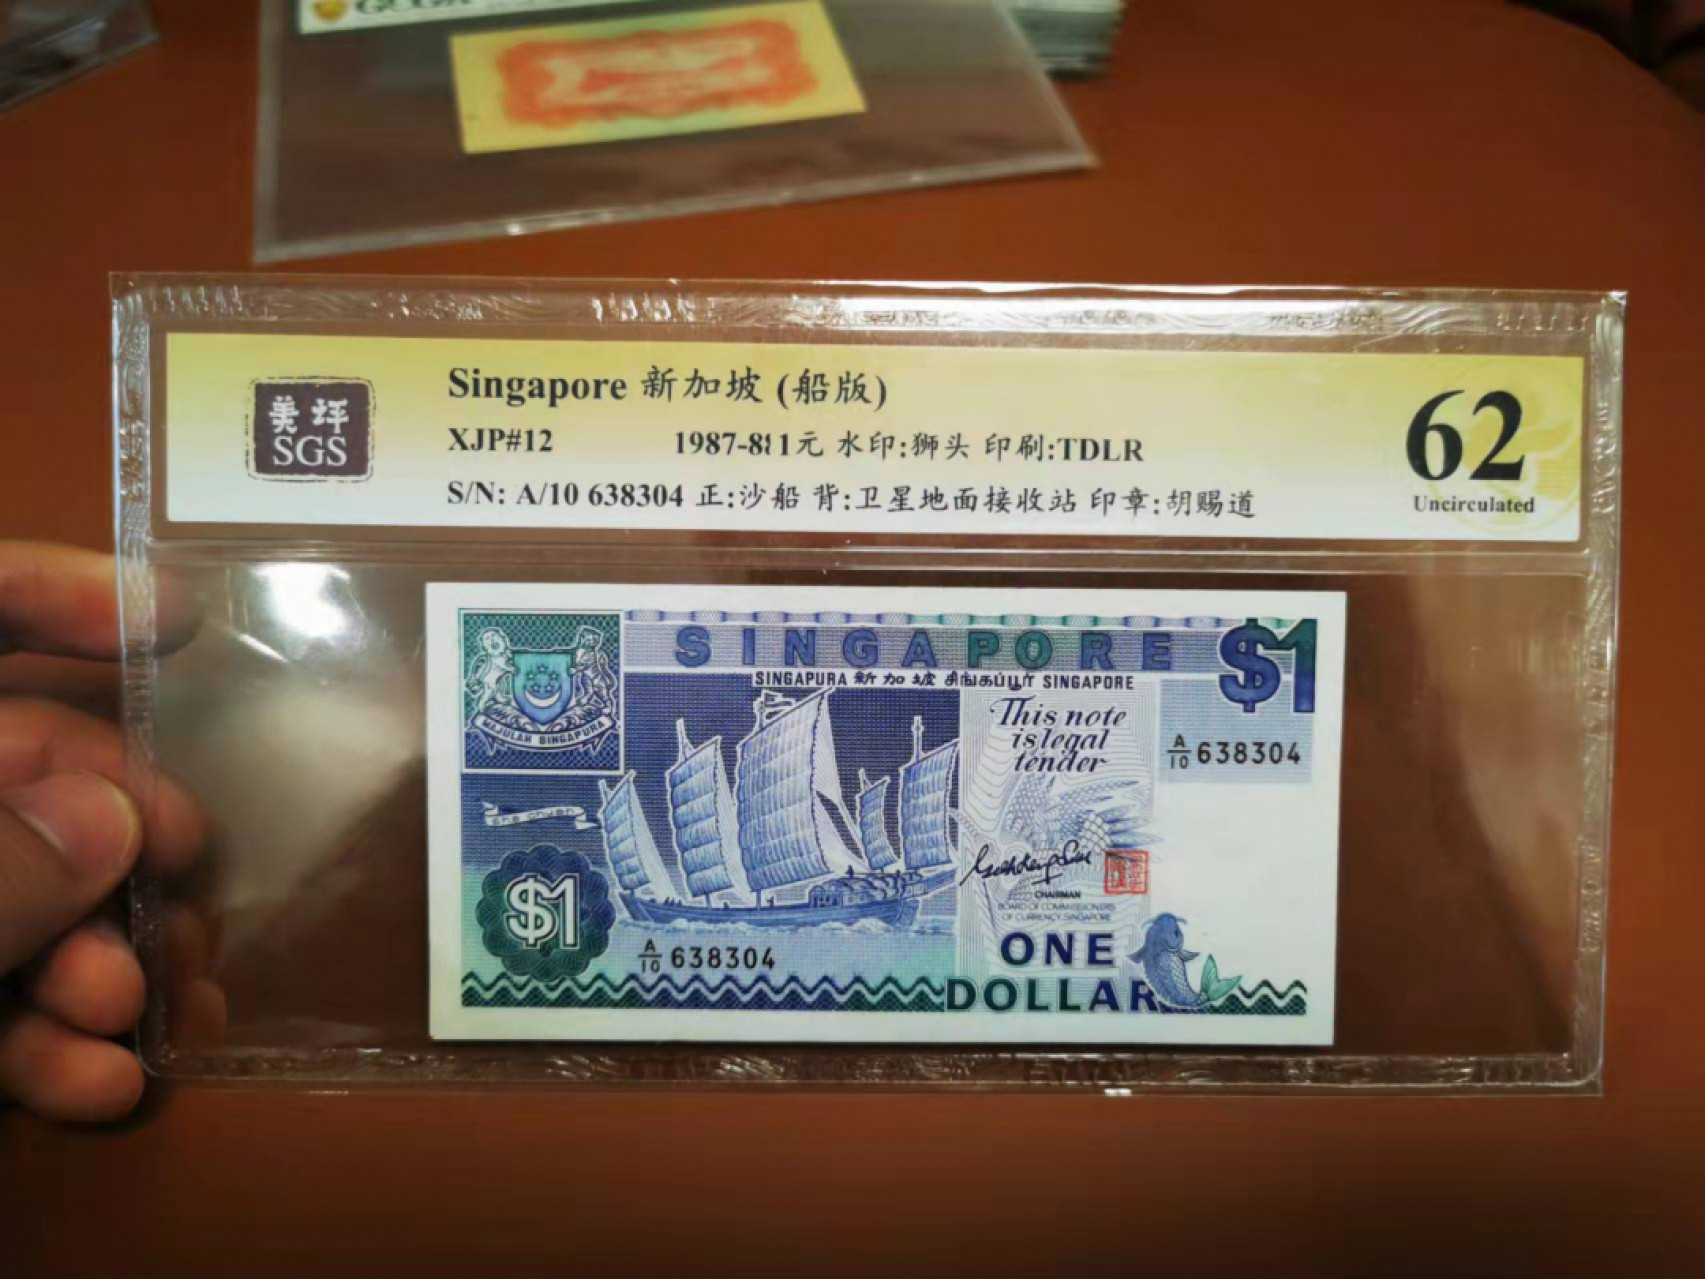 美坪
SGS
Singapore 新加坡 (船版)
XJP#12 1987-88 1元 水印:狮头 印刷:TDLR
S/N: A/10 638304 正:沙船 背:卫星地面接收站 印章:胡赐道
62
Uncirculated
SINGAPORE
$1
SINGAPURA 新加坡 சிங்கப்பூர் SINGAPORE
This note
is legal
tender
A/10 638304
MAJULAH SINGAPURA
Sha Chuan
CHAIRMAN
BOARD OF COMMISSIONERS
OF CURRENCY, SINGAPORE
$1
A/10 638304
ONE
DOLLAR